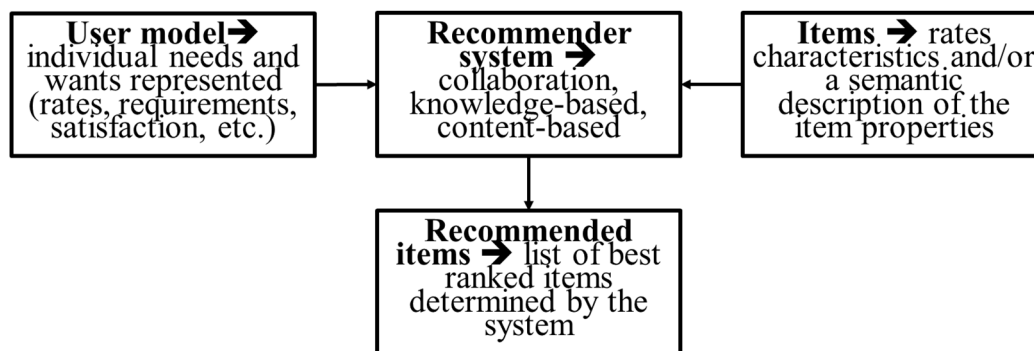 User model➔
individual needs and
wants represented
(rates, requirements,
satisfaction, etc.)
Recommender
system ➔
collaboration,
knowledge-based,
content-based
Items ➔ rates
characteristics and/or
a semantic
description of the
item properties
Recommended
items ➔ list of best
ranked items
determined by the
system